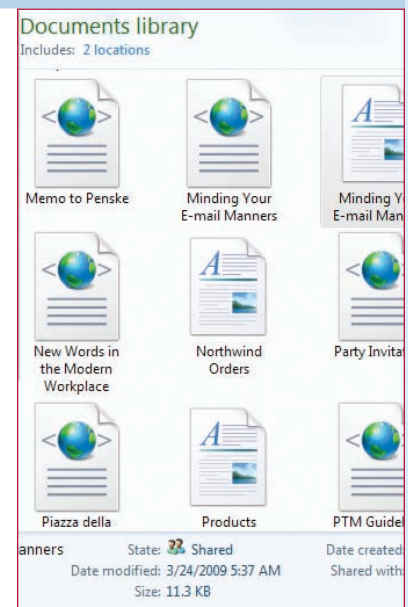 Documents library
Includes: 2 locations
Memo to Penske
Minding Your
E-mail Manners
Minding Y
E-mail Man
New Words in
the Modern
Workplace
Northwind
Orders
Party Invita
Piazza della
Products
PTM Guidel
anners State: Shared Date created:
Date modified: 3/24/2009 5:37 AM Shared with:
Size: 11.3 KB